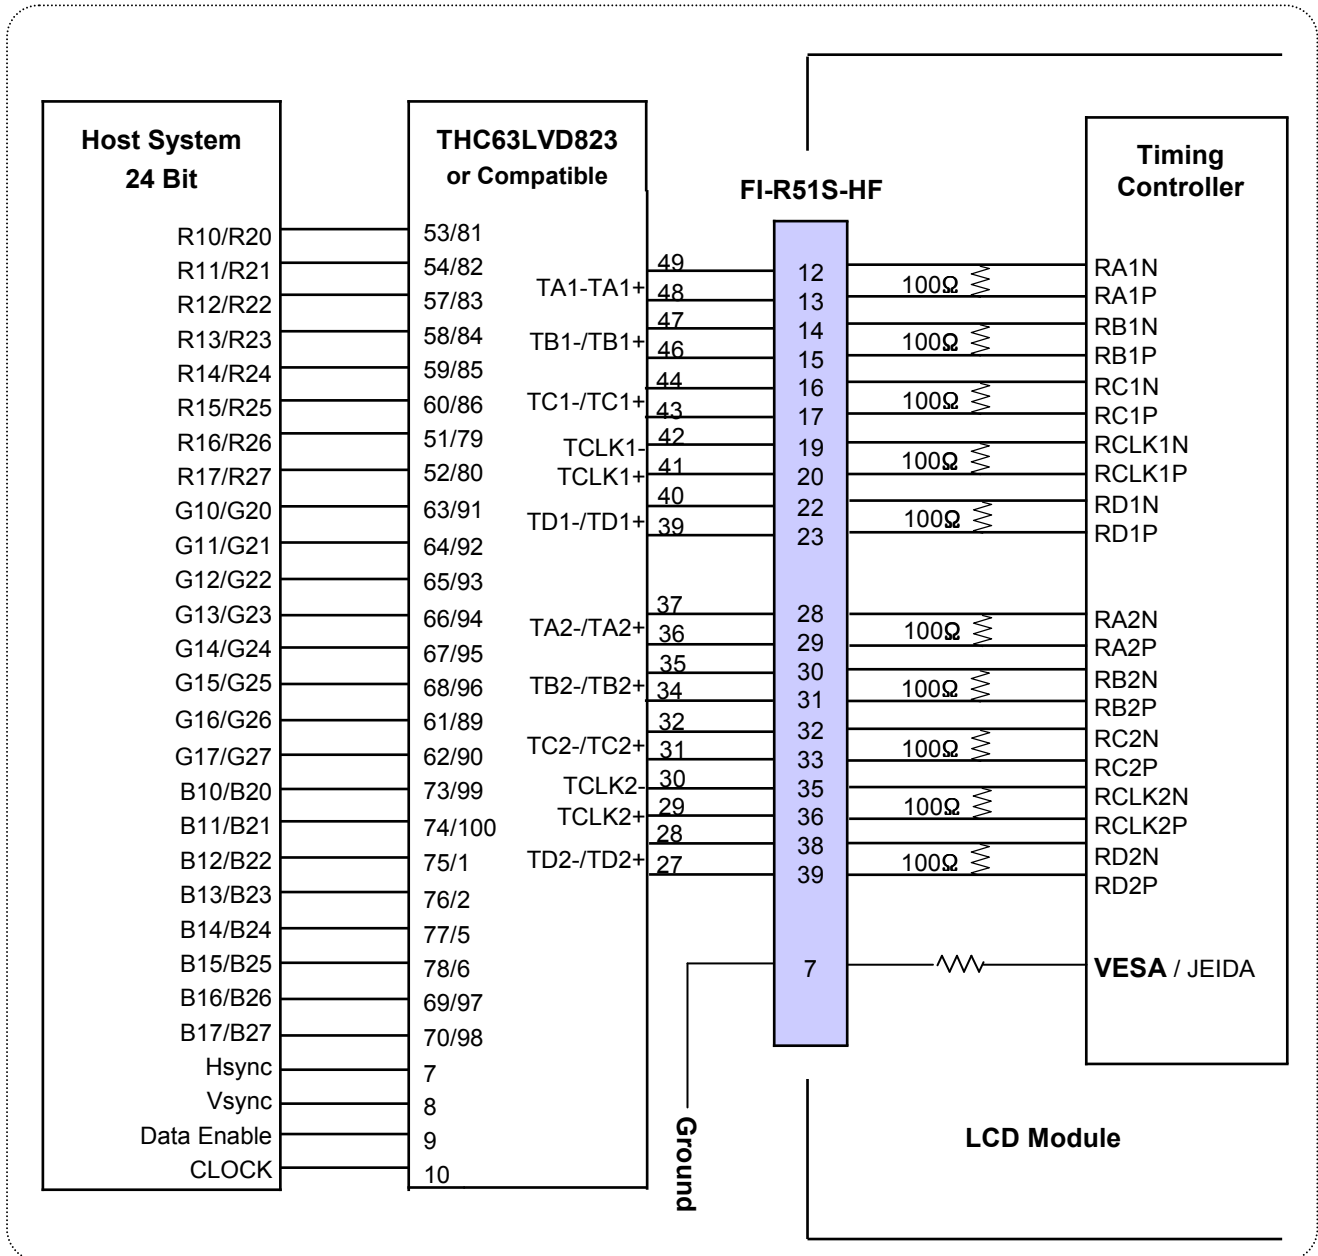 Host System
24 Bit
R10/R20
R11/R21
R12/R22
R13/R23
R14/R24
R15/R25
R16/R26
R17/R27
G10/G20
G11/G21
G12/G22
G13/G23
G14/G24
G15/G25
G16/G26
G17/G27
B10/B20
B11/B21
B12/B22
B13/B23
B14/B24
B15/B25
B16/B26
B17/B27
Hsync
Vsync
Data Enable
CLOCK
THC63LVD823
or Compatible
53/81
54/82
57/83
58/84
59/85
60/86
51/79
52/80
63/91
64/92
65/93
66/94
67/95
68/96
61/89
62/90
73/99
74/100
75/1
76/2
77/5
78/6
69/97
70/98
7
8
9
10
TA1-TA1+
TB1-/TB1+
TC1-/TC1+
TCLK1-
TCLK1+
TD1-/TD1+
TA2-/TA2+
TB2-/TB2+
TC2-/TC2+
TCLK2-
TCLK2+
TD2-/TD2+
49
48
47
46
44
43
42
41
40
39
37
36
35
34
32
31
30
29
28
27
FI-R51S-HF
12
13
14
15
16
17
19
20
22
23
28
29
30
31
32
33
35
36
38
39
7
Ground
100Ω
100Ω
100Ω
100Ω
100Ω
100Ω
100Ω
100Ω
100Ω
100Ω
Timing
Controller
RA1N
RA1P
RB1N
RB1P
RC1N
RC1P
RCLK1N
RCLK1P
RD1N
RD1P
RA2N
RA2P
RB2N
RB2P
RC2N
RC2P
RCLK2N
RCLK2P
RD2N
RD2P
VESA / JEIDA
LCD Module